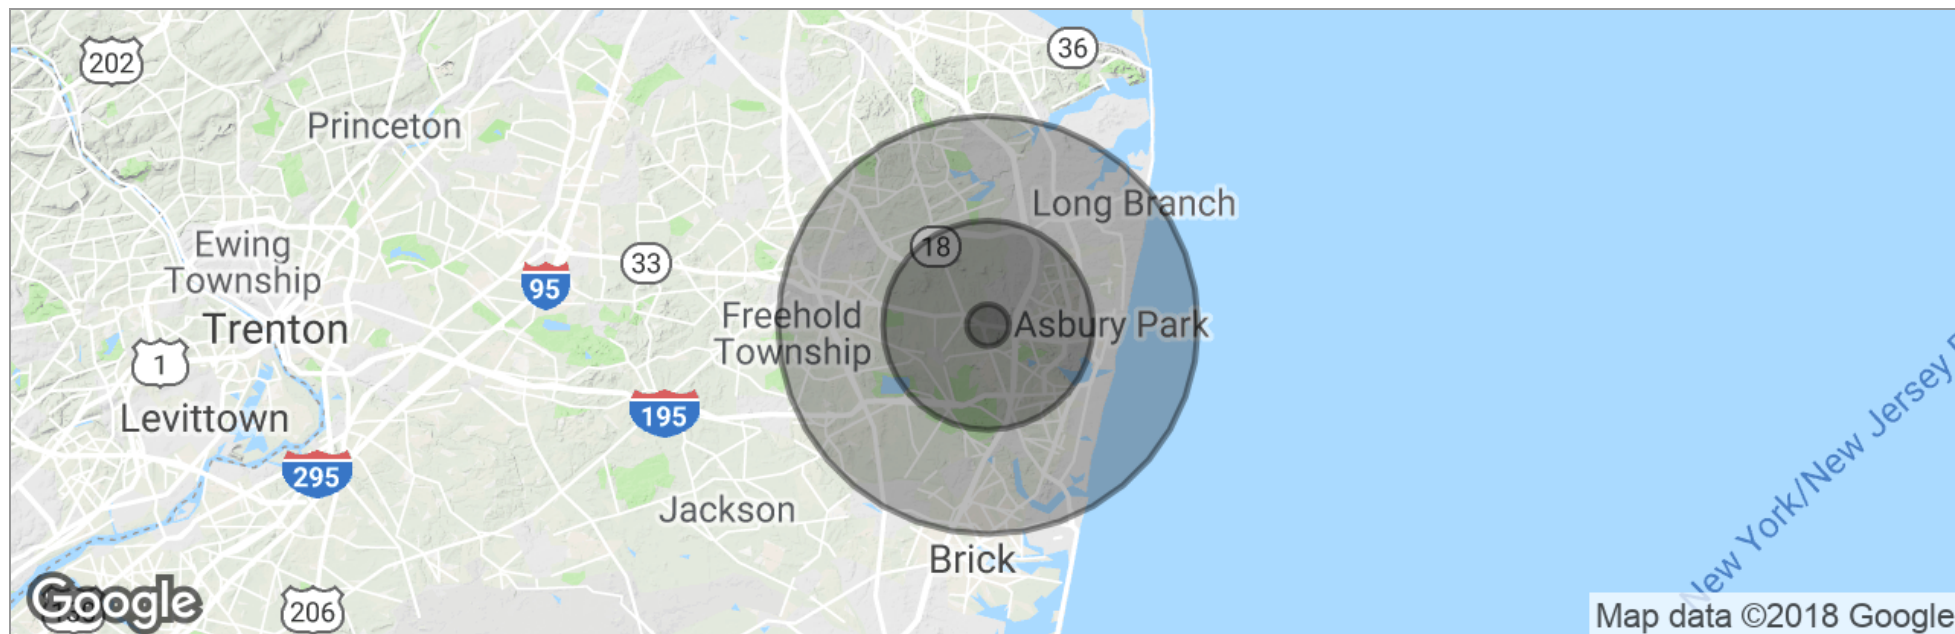 202
36
Princeton
Long Branch
Ewing
Township
18
33
95
Freehold
Township
Asbury Park
Trenton
1
195
Levittown
295
Jackson
Brick
New York/New Jersey
Google
206
Map data ©2018 Google